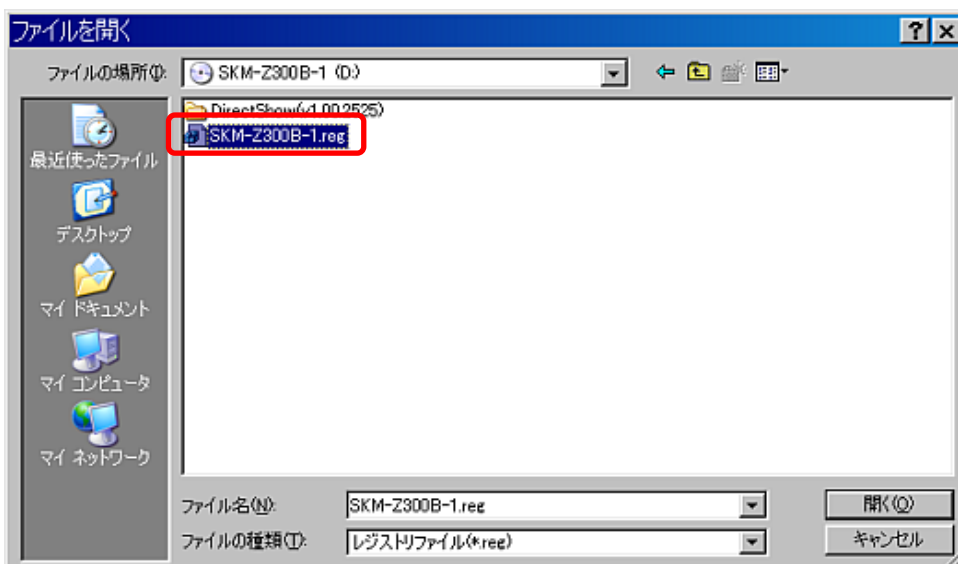 ファイルを開く
ファイルの場所(I):
SKM-Z300B-1 (D:)
DirectShow(v1.00.2525)
SKM-Z300B-1.reg
最近使ったファイル
デスクトップ
マイ ドキュメント
マイ コンピュータ
マイ ネットワーク
ファイル名(N):
SKM-Z300B-1.reg
開く(O)
ファイルの種類(T):
レジストリファイル(*.reg)
キャンセル